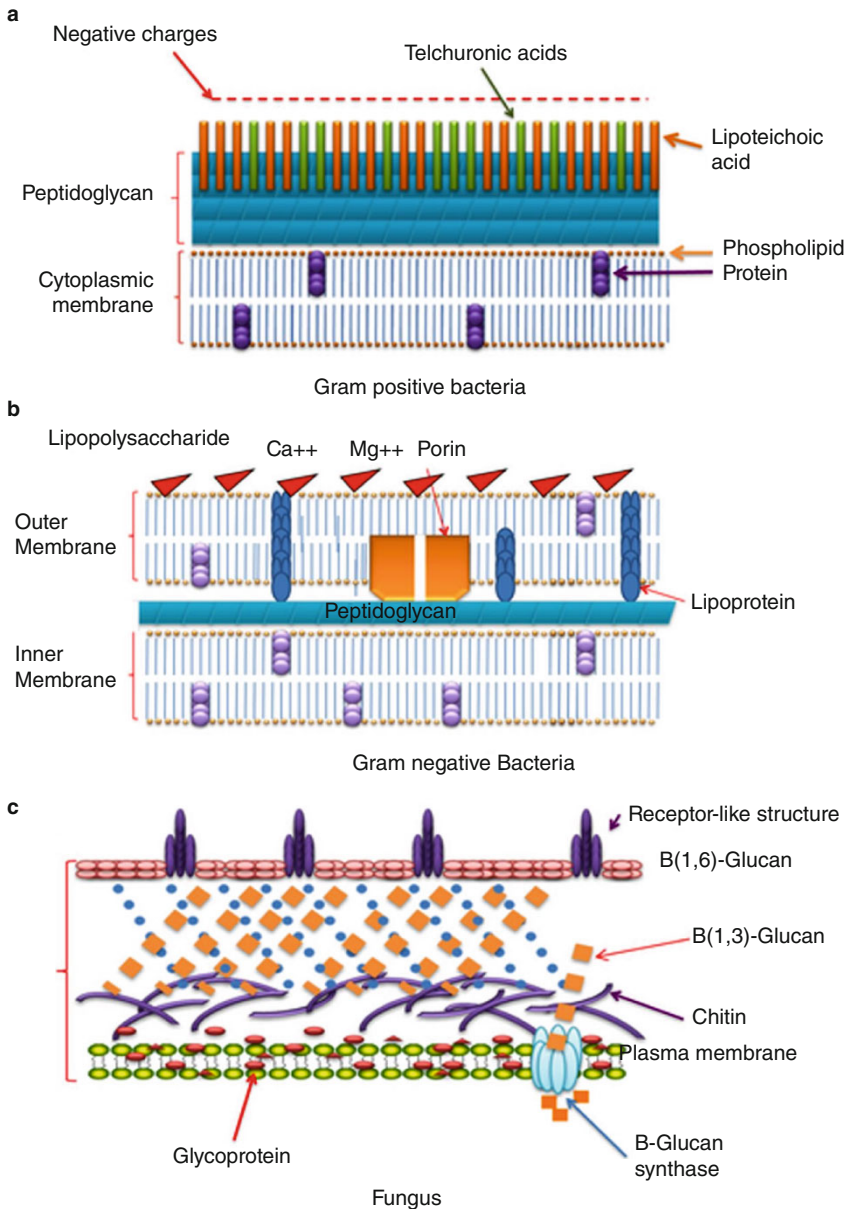 a
Negative charges
Telchuronic acids
Lipoteichoic
acid
Peptidoglycan
Phospholipid
Protein
Cytoplasmic
membrane
Gram positive bacteria
b
Lipopolysaccharide
Ca++
Mg++
Porin
Outer
Membrane
Peptidoglycan
Lipoprotein
Inner
Membrane
Gram negative Bacteria
c
Receptor-like structure
B(1,6)-Glucan
B(1,3)-Glucan
Chitin
Plasma membrane
Glycoprotein
B-Glucan
synthase
Fungus